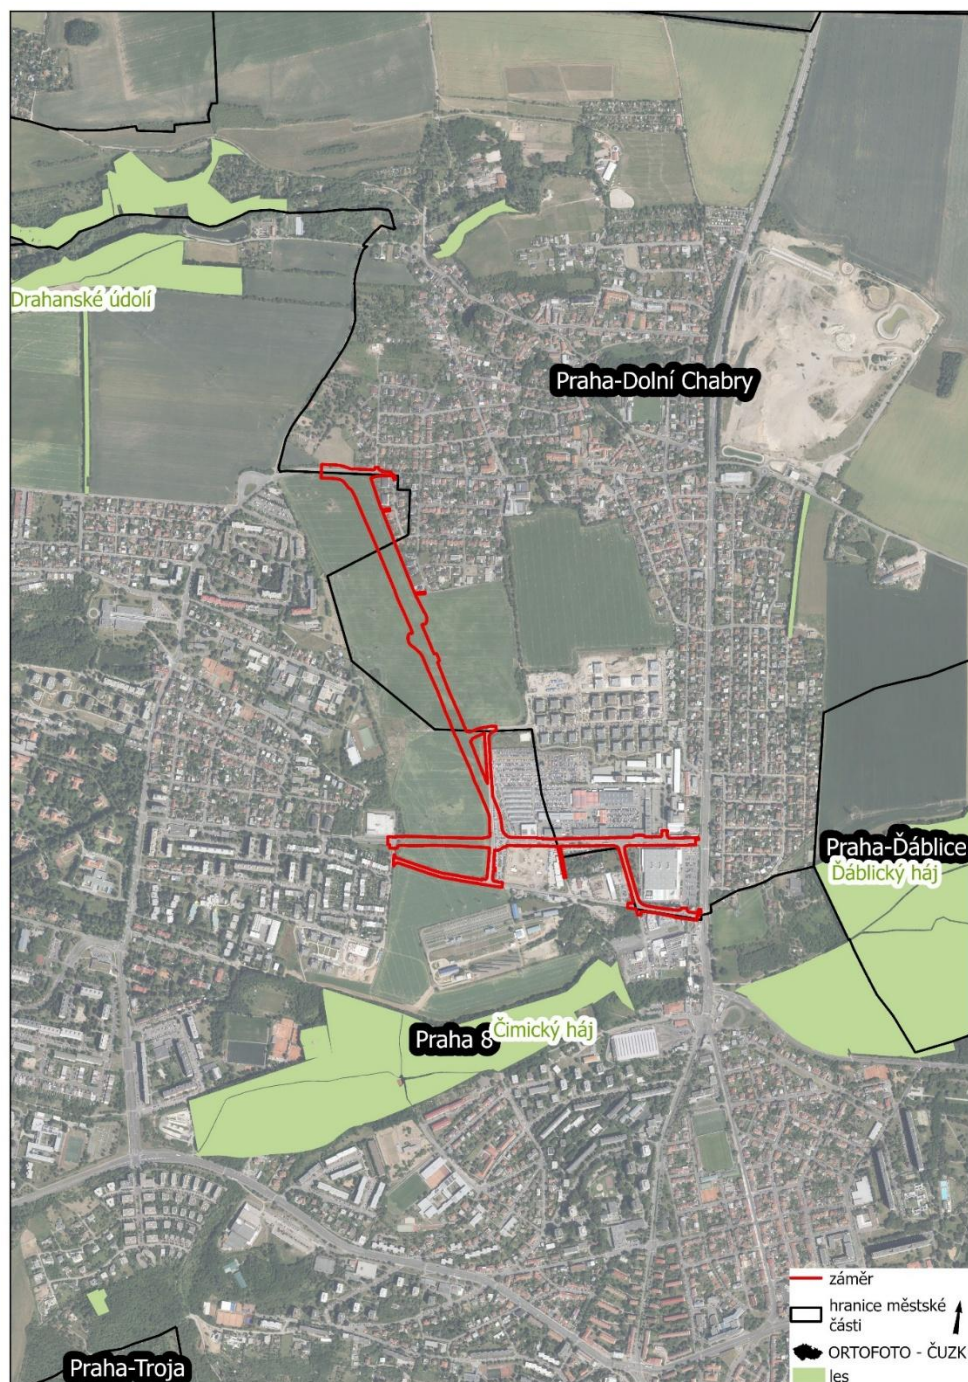 Drahanské údolí
Praha-Dolní Chabry
Praha-Ďáblice
Ďáblický háj
Praha 8
Čimický háj
Praha-Troja
záměr
hranice městské
části
ORTOFOTO - ČUZK
les